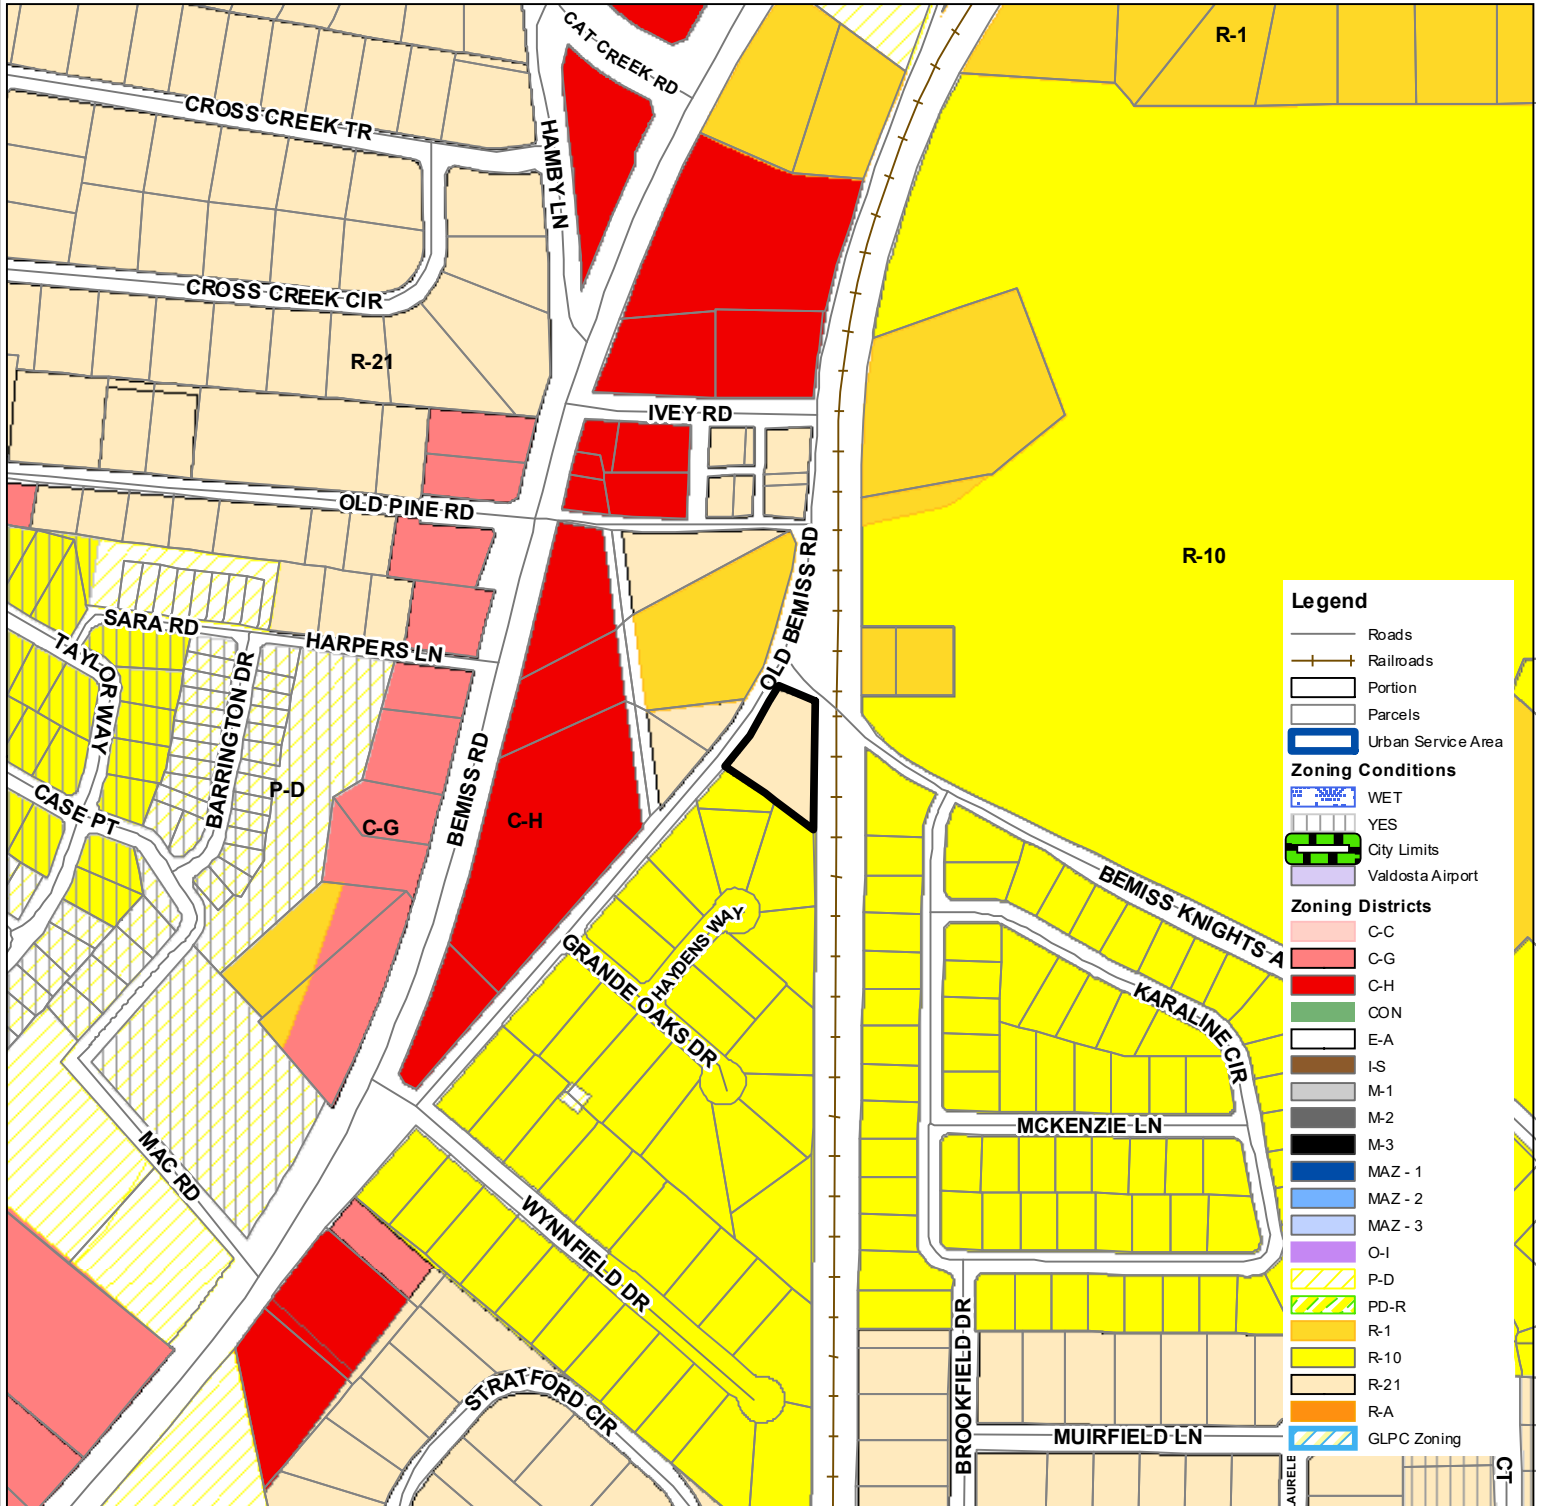 CAT CREEK RD
R-1
CROSS CREEK TR
HAMBY LN
CROSS CREEK CIR
R-21
IVEY RD
OLD PINE RD
OLD BEMISS RD
R-10
SARA RD
HARPERS LN
TAYLOR WAY
BARRINGTON DR
P-D
CASE PT
C-G
BEMISS RD
C-H
BEMISS KNIGHTS A
HAYDENS WAY
GRANDE OAKS DR
KARALINE CIR
MCKENZIE LN
MAC RD
WYNNFIELD DR
STRATFORD CIR
BROOKFIELD DR
MUIRFIELD LN
AURELE
CT
Legend
Roads
Railroads
Portion
Parcels
Urban Service Area
Zoning Conditions
WET
YES
City Limits
Valdosta Airport
Zoning Districts
C-C
C-G
C-H
CON
E-A
I-S
M-1
M-2
M-3
MAZ - 1
MAZ - 2
MAZ - 3
O-I
P-D
PD-R
R-1
R-10
R-21
R-A
GLPC Zoning